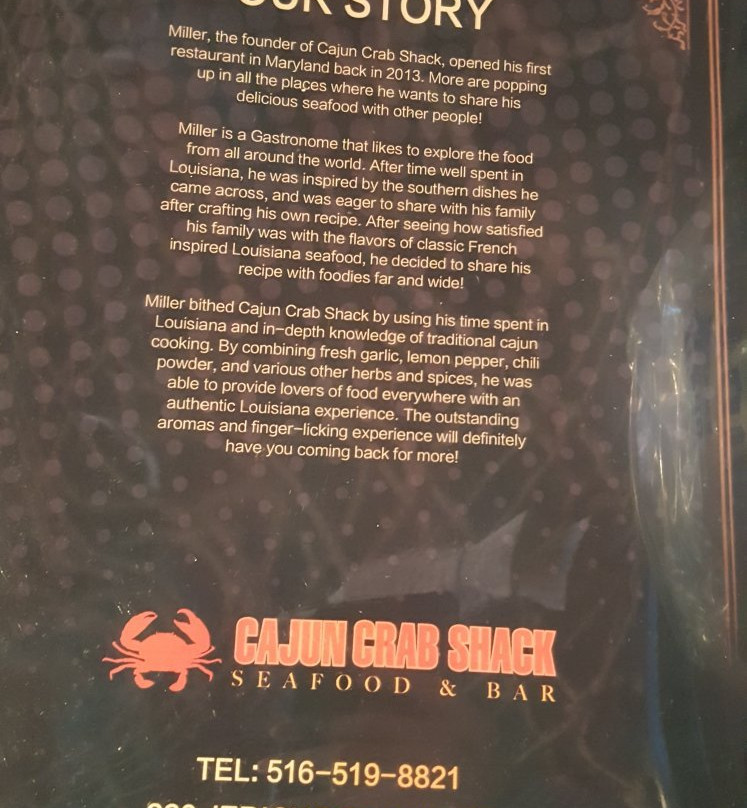 OUR STORY
Miller, the founder of Cajun Crab Shack, opened his first
restaurant in Maryland back in 2013. More are popping
up in all the places where he wants to share his
delicious seafood with other people!
Miller is a Gastronome that likes to explore the food
from all around the world. After time well spent in
Louisiana, he was inspired by the southern dishes he
came across, and was eager to share with his family
after crafting his own recipe. After seeing how satisfied
his family was with the flavors of classic French
inspired Louisiana seafood, he decided to share his
recipe with foodies far and wide!
Miller bithed Cajun Crab Shack by using his time spent in
Louisiana and in-depth knowledge of traditional cajun
cooking. By combining fresh garlic, lemon pepper, chili
powder, and various other herbs and spices, he was
able to provide lovers of food everywhere with an
authentic Louisiana experience. The outstanding
aromas and finger-licking experience will definitely
have you coming back for more!
CAJUN CRAB SHACK
SEAFOOD & BAR
TEL: 516-519-8821